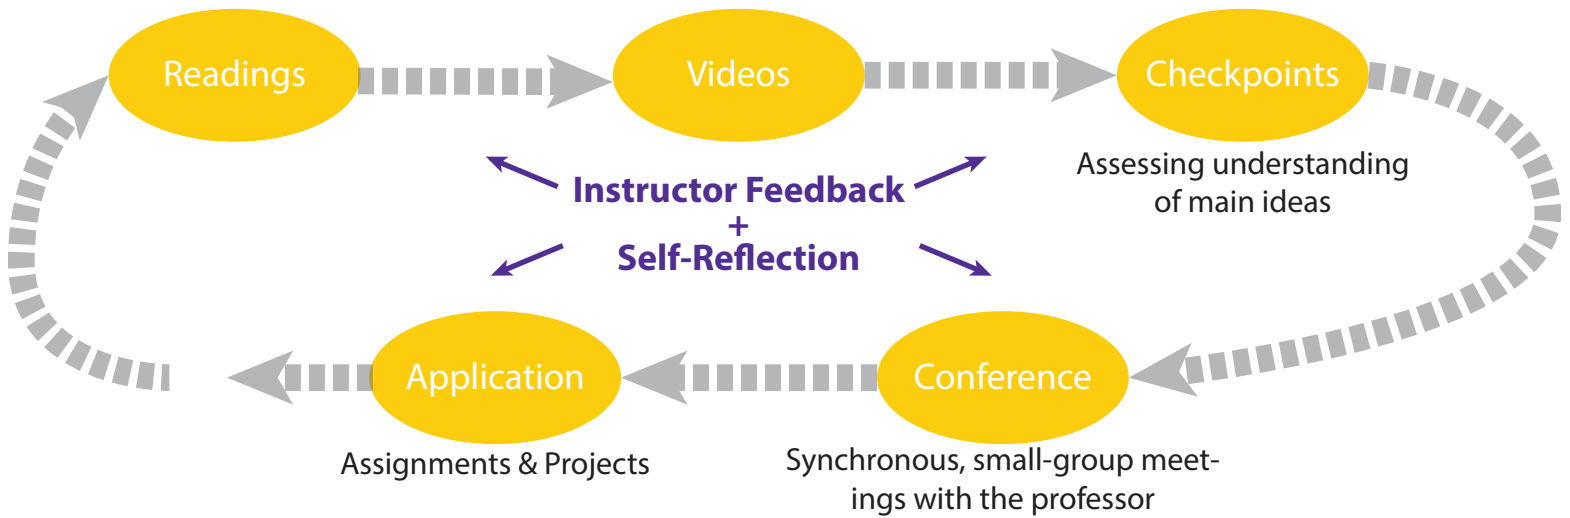 Readings
Videos
Checkpoints
Assessing understanding
of main ideas
Instructor Feedback
+
Self-Reflection
Application
Assignments & Projects
Conference
Synchronous, small-group meet-
ings with the professor